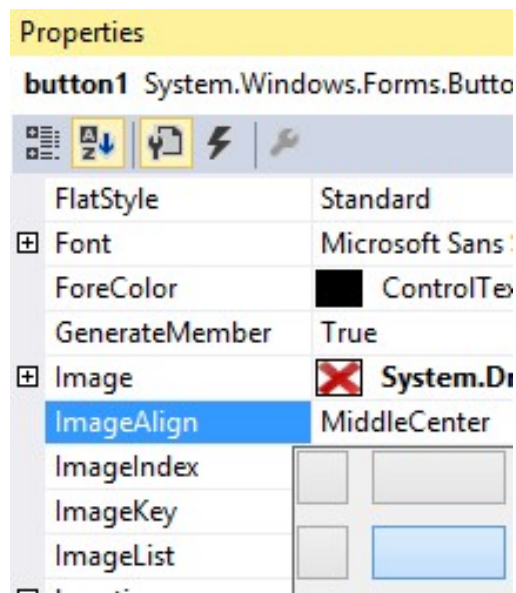 Properties
button1 System.Windows.Forms.Butto
FlatStyle Standard
Font Microsoft Sans
ForeColor ControlTex
GenerateMember True
Image System.Dr
ImageAlign MiddleCenter
ImageIndex
ImageKey
ImageList